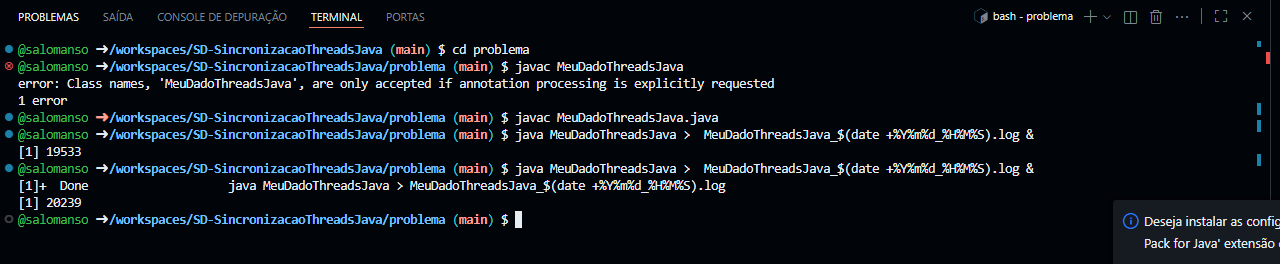 PROBLEMAS SAÍDA CONSOLE DE DEPURAÇÃO TERMINAL PORTAS bash - problema
@salomanso ➜/workspaces/SD-SincronizacaoThreadsJava (main) $ cd problema
@salomanso ➜/workspaces/SD-SincronizacaoThreadsJava/problema (main) $ javac MeuDadoThreadsJava
error: Class names, 'MeuDadoThreadsJava', are only accepted if annotation processing is explicitly requested
1 error
@salomanso ➜/workspaces/SD-SincronizacaoThreadsJava/problema (main) $ javac MeuDadoThreadsJava.java
@salomanso ➜/workspaces/SD-SincronizacaoThreadsJava/problema (main) $ java MeuDadoThreadsJava >  MeuDadoThreadsJava_$(date +%Y%m%d_%H%M%S).log &
[1] 19533
@salomanso ➜/workspaces/SD-SincronizacaoThreadsJava/problema (main) $ java MeuDadoThreadsJava >  MeuDadoThreadsJava_$(date +%Y%m%d_%H%M%S).log &
[1]+  Done                    java MeuDadoThreadsJava > MeuDadoThreadsJava_$(date +%Y%m%d_%H%M%S).log
[1] 20239
@salomanso ➜/workspaces/SD-SincronizacaoThreadsJava/problema (main) $
Deseja instalar as config
Pack for Java' extensão